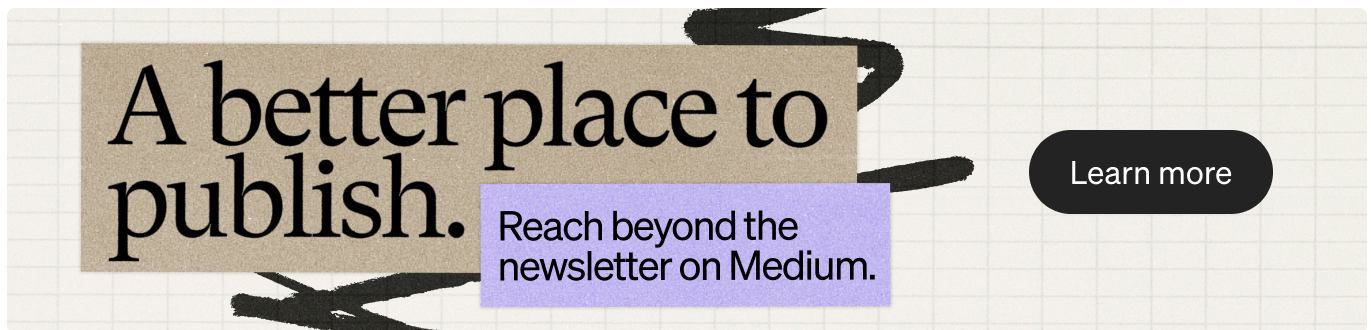 A better place to
publish.
Reach beyond the
newsletter on Medium.
Learn more